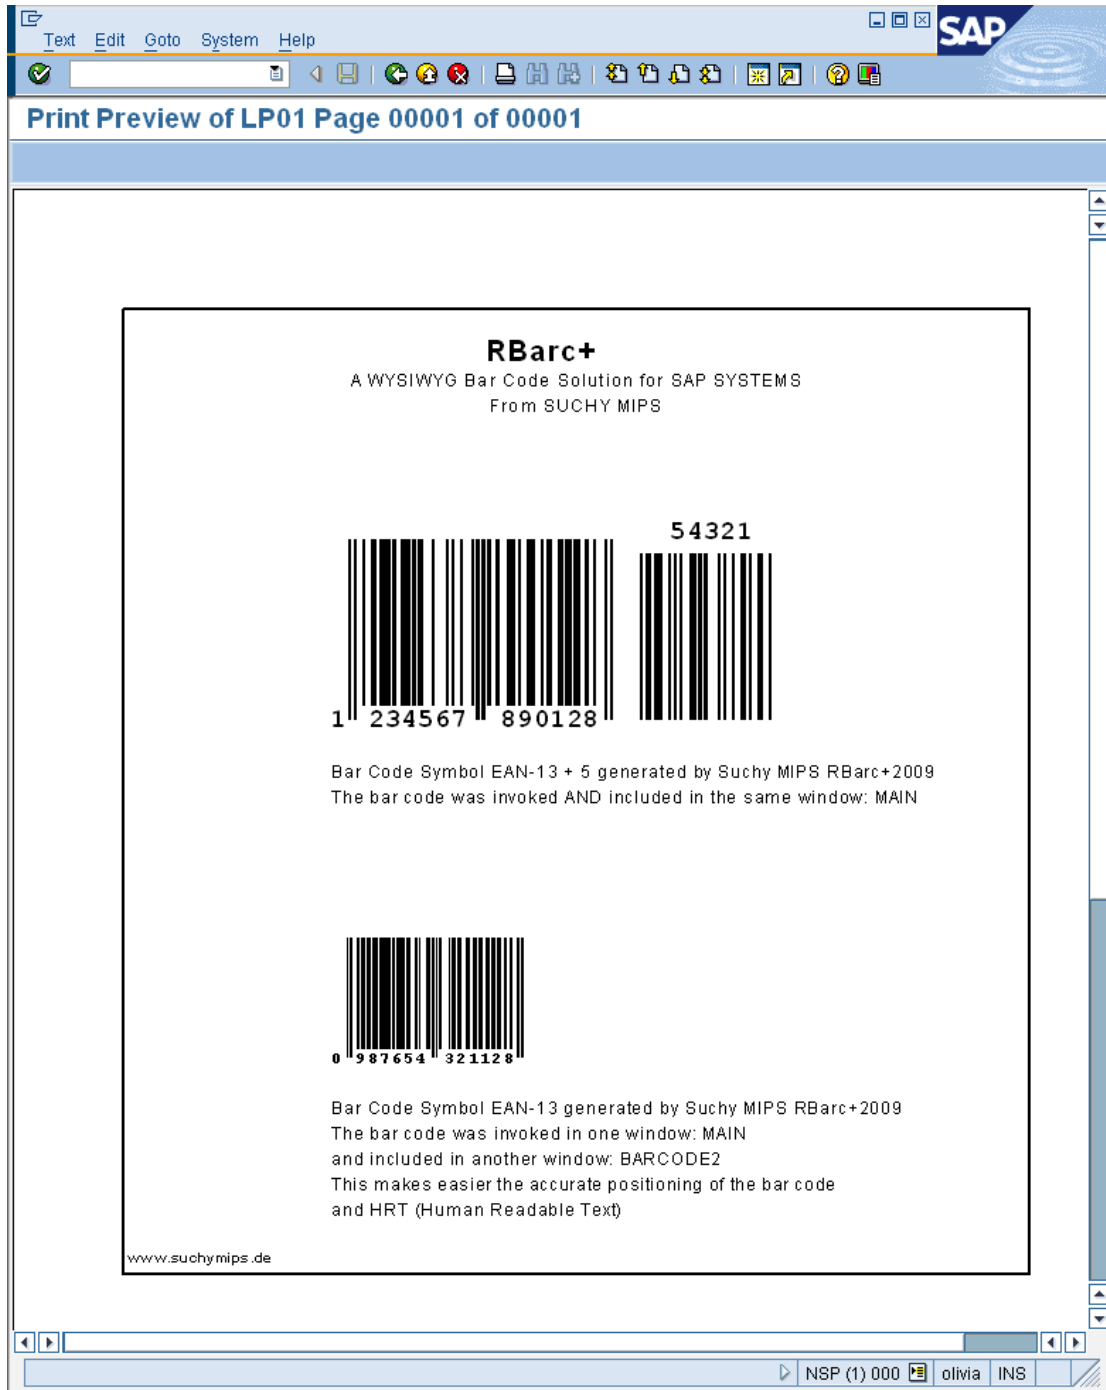 Text Edit Goto System Help
SAP
Print Preview of LP01 Page 00001 of 00001
RBarc+
A WYSIWYG Bar Code Solution for SAP SYSTEMS
From SUCHY MIPS
54321
1 234567 890128
Bar Code Symbol EAN-13 + 5 generated by Suchy MIPS RBarc+2009
The bar code was invoked AND included in the same window: MAIN
0 987654 321128
Bar Code Symbol EAN-13 generated by Suchy MIPS RBarc+2009
The bar code was invoked in one window: MAIN
and included in another window: BARCODE2
This makes easier the accurate positioning of the bar code
and HRT (Human Readable Text)
www.suchymips.de
NSP (1) 000 olivia INS